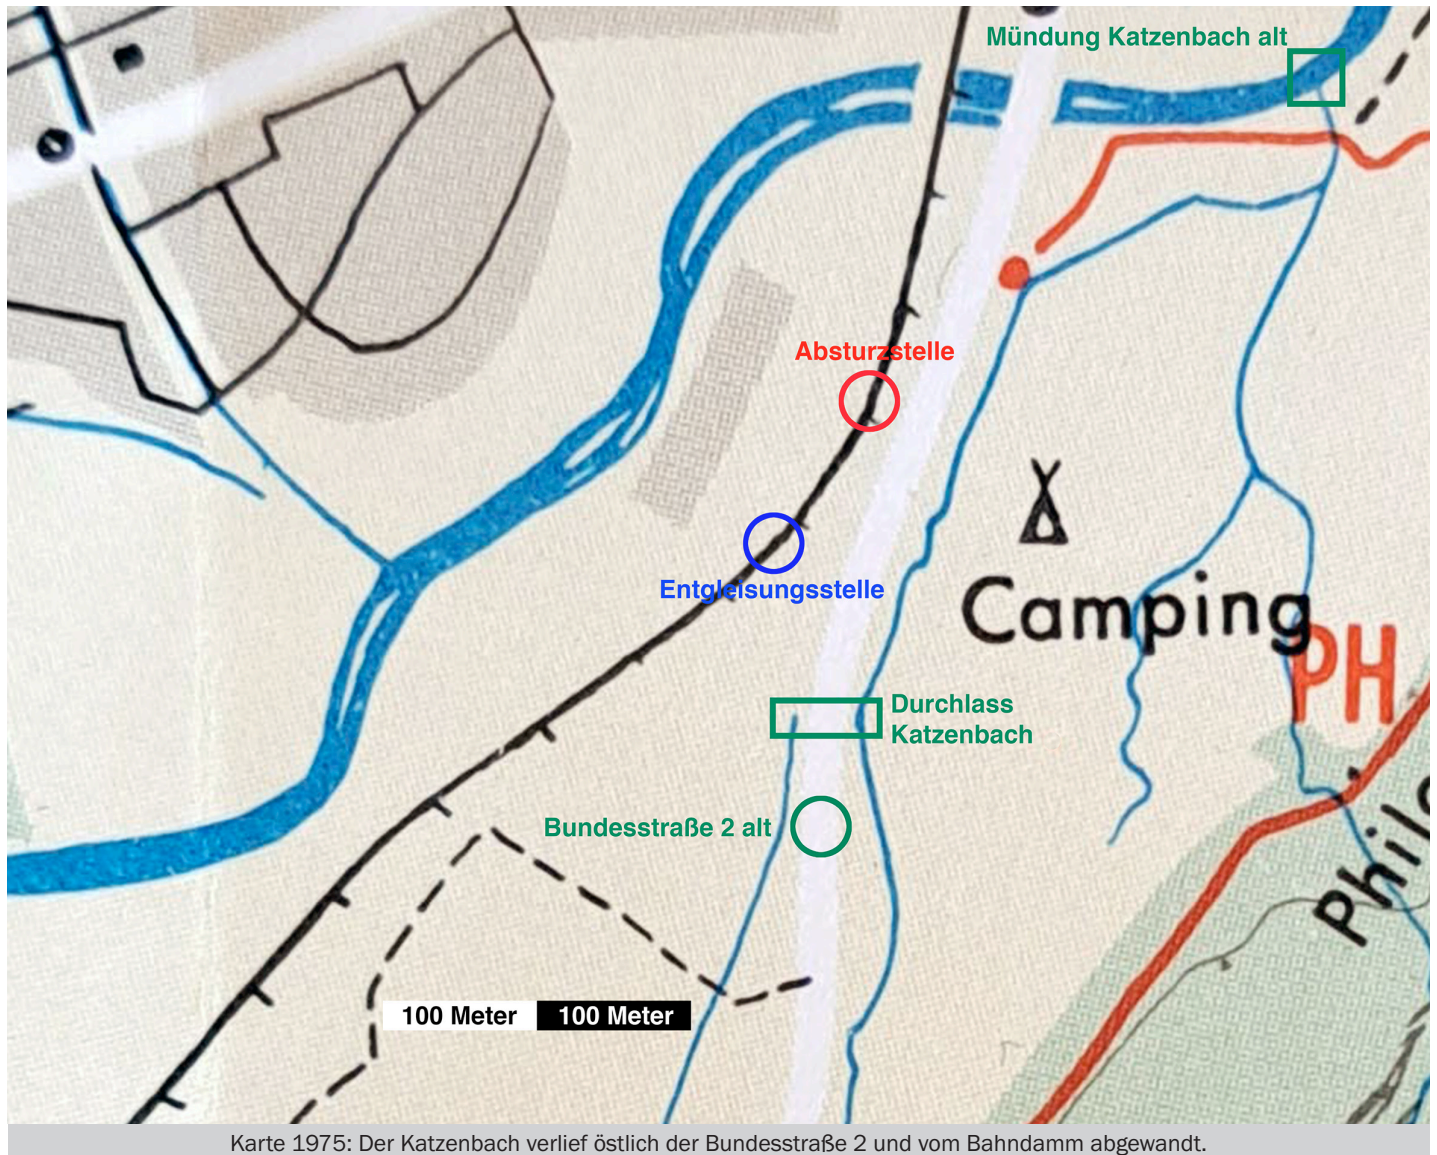 Mündung Katzenbach alt
Absturzstelle
Entgleisungsstelle
Camping
PH
Durchlass
Katzenbach
Bundesstraße 2 alt
100 Meter 100 Meter
Karte 1975: Der Katzenbach verlief östlich der Bundesstraße 2 und vom Bahndamm abgewandt.